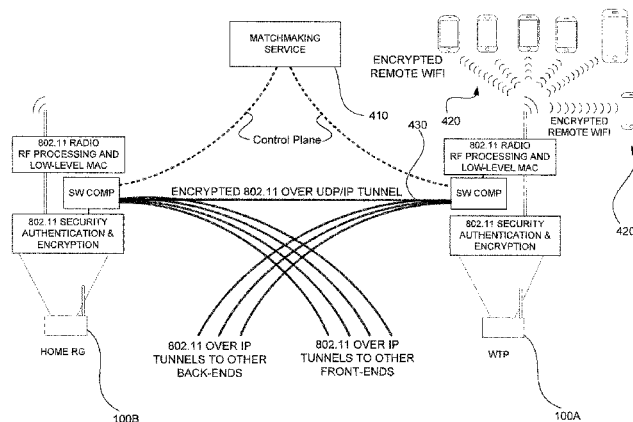 MATCHMAKING
SERVICE
410
ENCRYPTED
REMOTE WIFI
420
ENCRYPTED
REMOTE WIFI
420
Control Plane
430
802.11 RADIO
RF PROCESSING AND
LOW-LEVEL MAC
SW COMP
802.11 SECURITY
AUTHENTICATION &
ENCRYPTION
HOME RG
100B
ENCRYPTED 802.11 OVER UDP/IP TUNNEL
802.11 RADIO
RF PROCESSING AND
LOW-LEVEL MAC
SW COMP
802.11 SECURITY
AUTHENTICATION
& ENCRYPTION
WTP
100A
802.11 OVER IP
TUNNELS TO OTHER
BACK-ENDS
802.11 OVER IP
TUNNELS TO OTHER
FRONT-ENDS